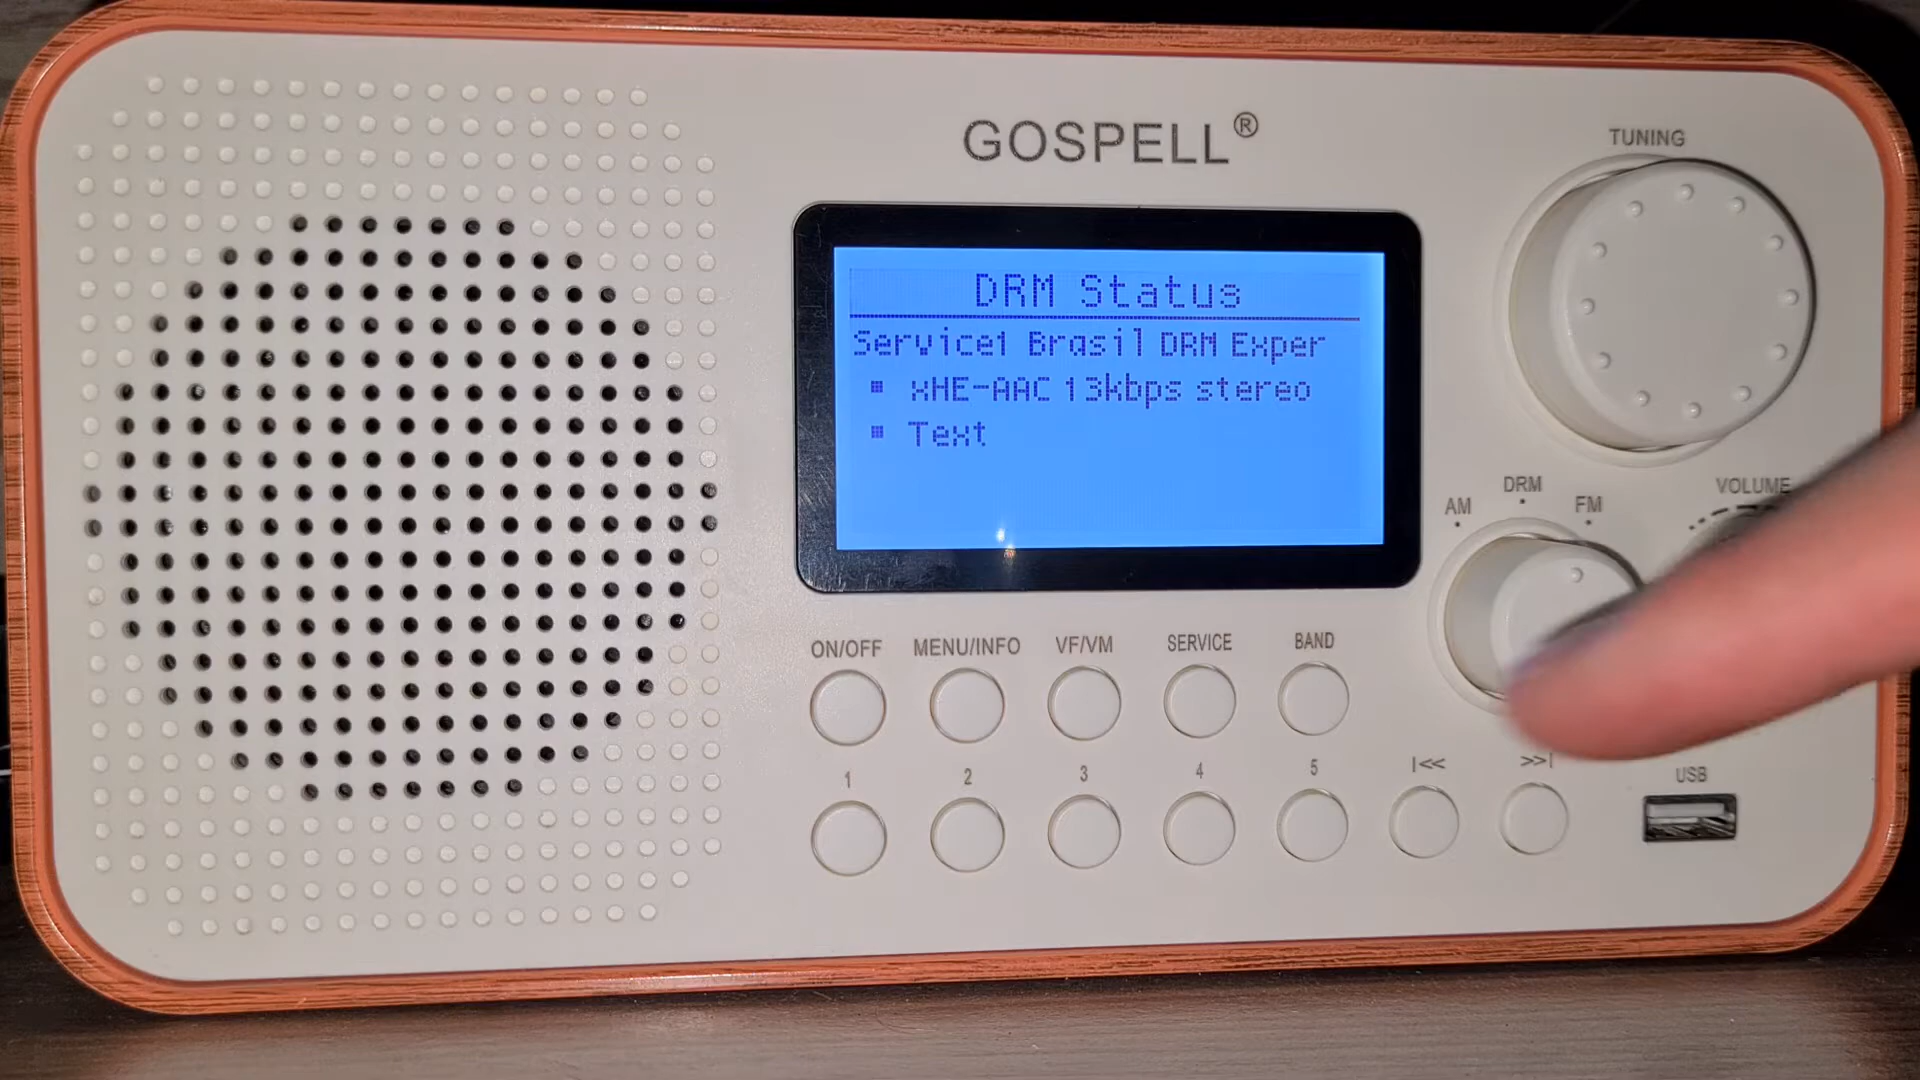 GOSPELL®
TUNING
DRM Status
Service1 Brasil DRM Exper
xHE-AAC 13kbps stereo
Text
AM
DRM
FM
VOLUME
ON/OFF
MENU/INFO
VF/VM
SERVICE
BAND
1
2
3
4
5
|<<
>>|
USB